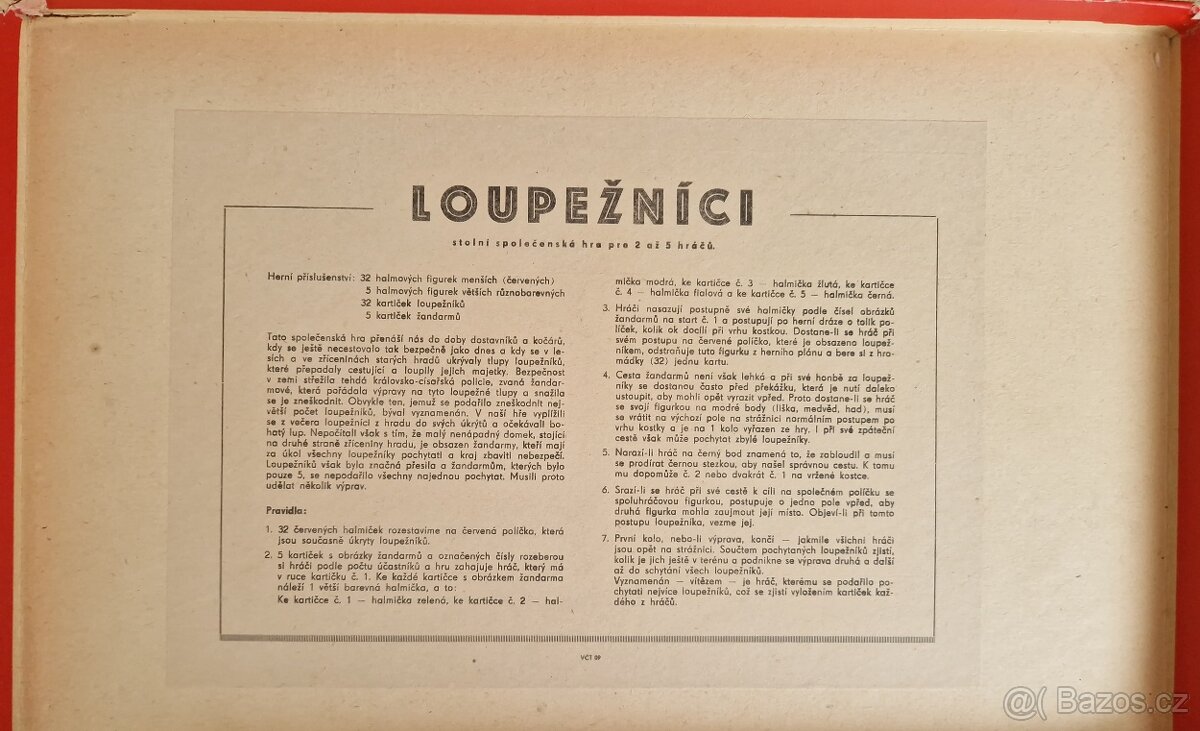 LOUPEŽNÍCI
stolní společenská hra pre 2 až 5 hráčů.
Herní příslušenství: 32 halmových figurek menších (červených)
5 halmových figurek větších různobarevných
32 kartiček loupežníků
5 kartiček žandarmů
Tato společenská hra přenáší nás do doby dostavníků a kočárů,
kdy se ještě necestovalo tak bezpečně jako dnes a kdy se v le-
sích a ve zříceninách starých hradů ukrývaly tlupy loupežníků,
které přepadaly cestující a loupily jejich majetky. Bezpečnost
v zemi střežila tehdá královsko-císařská policie, zvaná žandar-
mové, která pořádala výpravy na tyto loupežné tlupy a snažila
se je zneškodnit. Obvykle ten, jemuž se podařilo zneškodnit nej-
větší počet loupežníků, býval vyznamenán. V naší hře vyplížili
se z večera loupežníci z hradu do svých úkrytů a očekávali bo-
hatý lup. Nepočítali však s tím, že malý nenápadný domek, stojící
na druhé straně zříceniny hradu, je obsazen žandarmy, kteří mají
za úkol všechny loupežníky pochytati a kraj zbaviti nebezpečí.
Loupežníků však byla značná přesila a žandarmům, kterých bylo
pouze 5, se nepodařilo všechny najednou pochytat. Musili proto
udělat několik výprav.
Pravidla:
1. 32 červených halmiček rozestavíme na červená políčka, která
jsou současně úkryty loupežníků.
2. 5 kartiček s obrázky žandarmů a označených čísly rozeberou
si hráči podle počtu účastníků a hru zahajuje hráč, který má
v ruce kartičku č. 1. Ke každé kartičce s obrázkem žandarma
náleží 1 větší barevná halmička, a to:
Ke kartičce č. 1 — halmička zelená, ke kartičce č. 2 — hal-
mička modrá, ke kartičce č. 3 — halmička žlutá, ke kartičce
č. 4 — halmička fialová a ke kartičce č. 5 — halmička černá.
3. Hráči nasazují postupně své halmičky podle čísel obrázků
žandarmů na start č. 1 a postupují po herní dráze o tolik po-
líček, kolik ok docílí při vrhu kostkou. Dostane-li se hráč při
svém postupu na červené políčko, které je obsazeno loupež-
níkem, odstraňuje tuto figurku z herního plánu a bere si z hro-
mádky (32) jednu kartu.
4. Cesta žandarmů není však lehká a při své honbě za loupež-
níky se dostanou často před překážku, která je nutí daleko
ustoupit, aby mohli opět vyrazit vpřed. Proto dostane-li se hráč
se svojí figurkou na modré body (liška, medvěd, had), musí
se vrátit na výchozí pole na strážnici normálním postupem po
vrhu kostky a je na 1 kolo vyřazen ze hry. I při své zpáteční
cestě však může pochytat zbylé loupežníky.
5. Narazí-li hráč na černý bod znamená to, že zabloudil a musí
se prodírat černou stezkou, aby našel správnou cestu. K tomu
mu dopomůže č. 2 nebo dvakrát č. 1 na vržené kostce.
6. Srazí-li se hráč při své cestě k cíli na společném políčku se
spoluhráčovou figurkou, postupuje o jedno pole vpřed, aby
druhá figurka mohla zaujmout její místo. Objeví-li při tomto
postupu loupežníka, vezme jej.
7. První kolo, nebo-li výprava, končí — jakmile všichni hráči
jsou opět na strážnici. Součtem pochytaných loupežníků zjistí,
kolik je jich ještě v terénu a podnikne se výprava druhá a další
až do schytání všech loupežníků.
Vyznamenán — vítězem — je hráč, kterému se podařilo po-
chytati nejvíce loupežníků, což se zjistí vyložením kartiček kaž-
dého z hráčů.
VČT 09
@( Bazos.cz